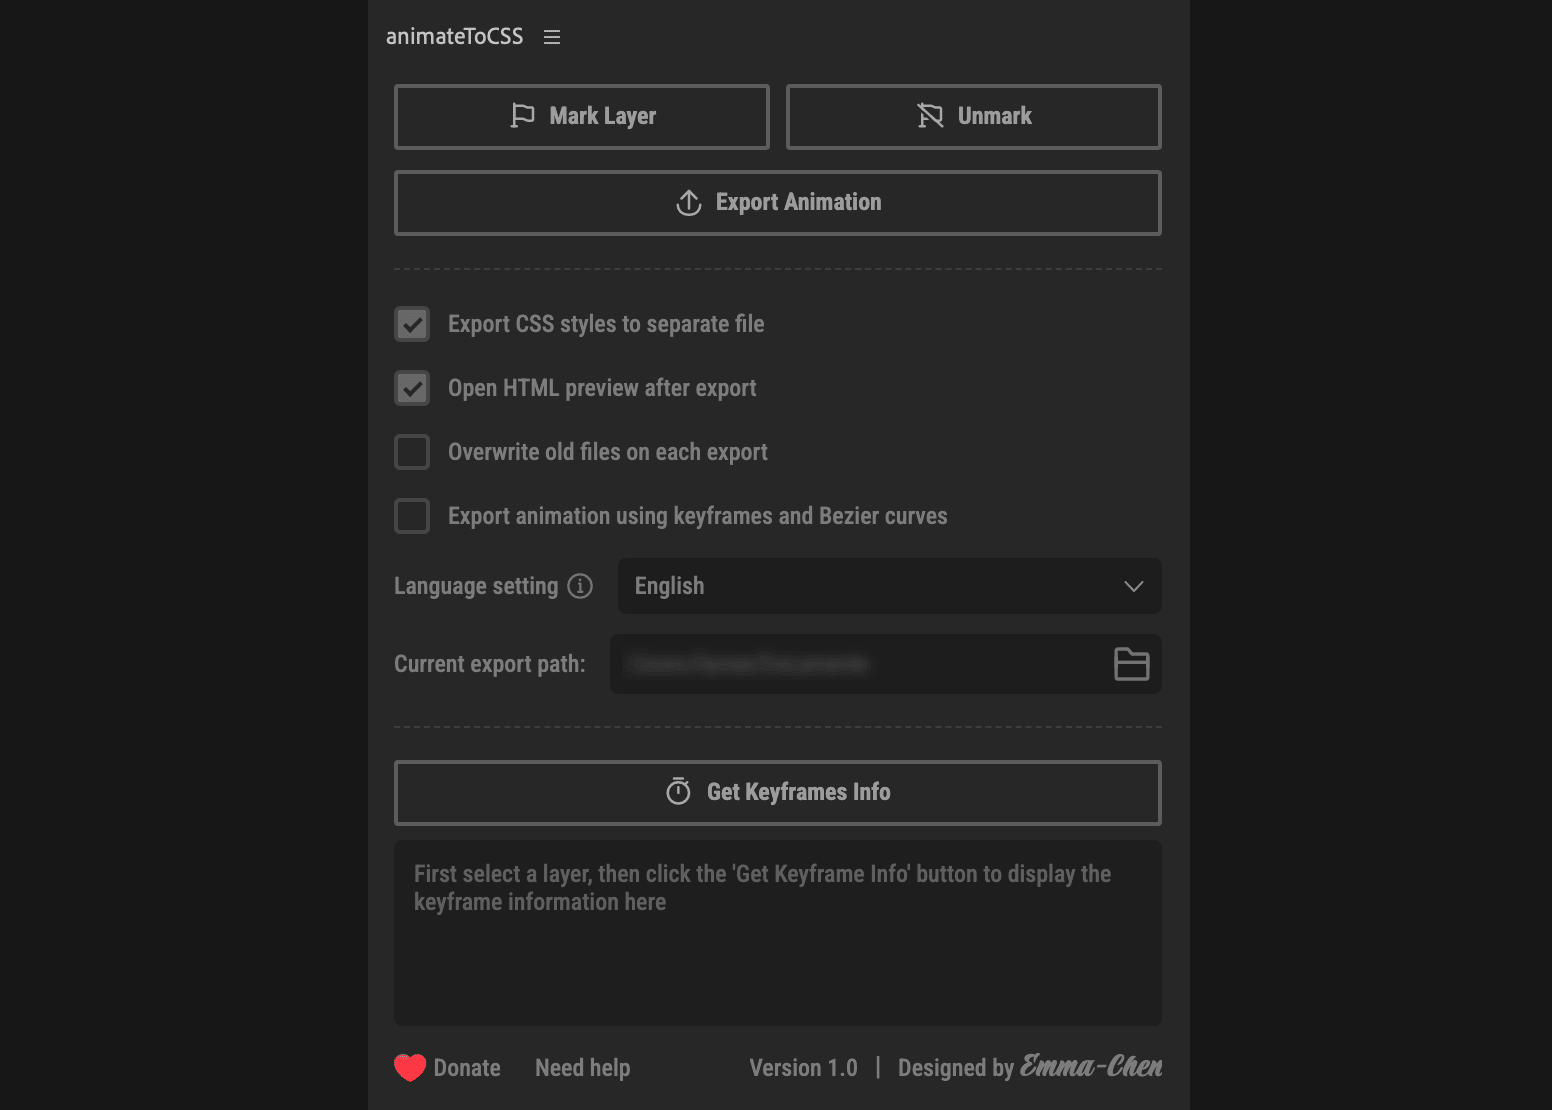 animateToCSS
Mark Layer
Unmark
Export Animation
Export CSS styles to separate file
Open HTML preview after export
Overwrite old files on each export
Export animation using keyframes and Bezier curves
Language setting
English
Current export path:
Get Keyframes Info
First select a layer, then click the 'Get Keyframe Info' button to display the
keyframe information here
Donate
Need help
Version 1.0 | Designed by Emma-Chen